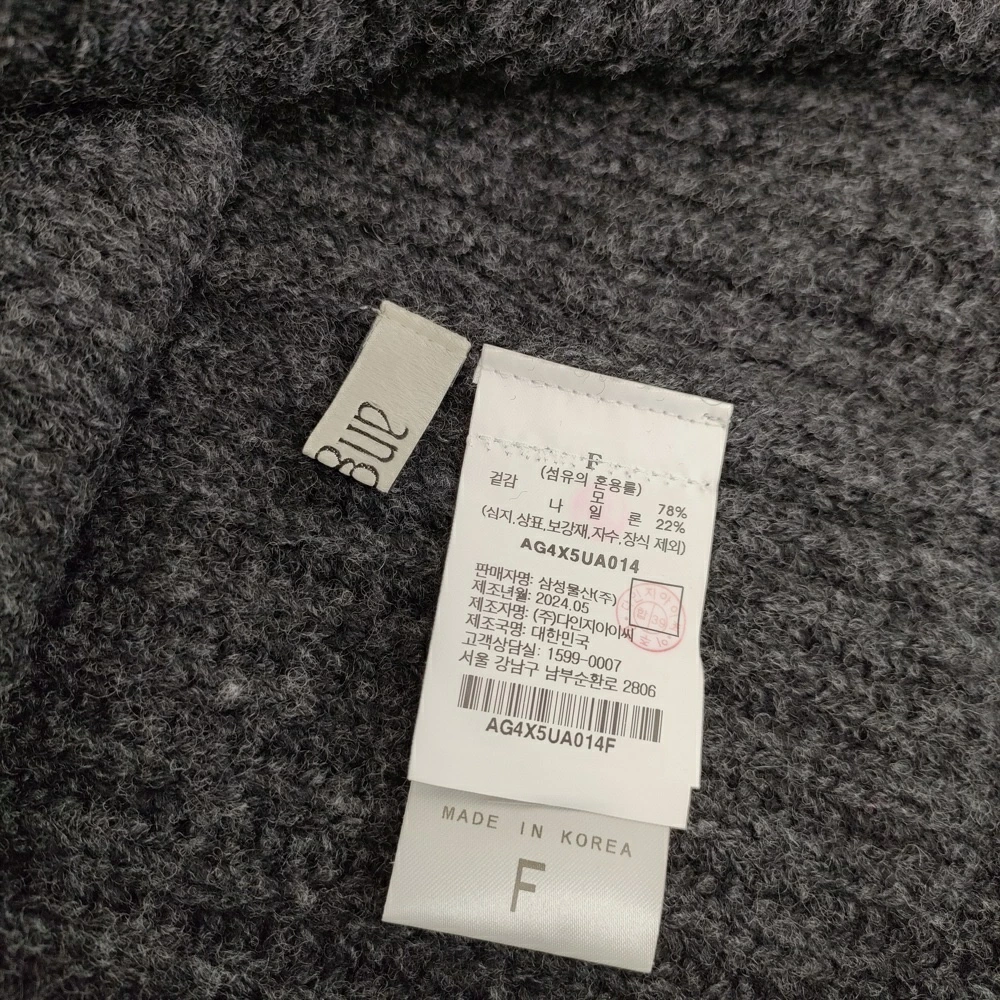 F
(섬유의 혼용률)
겉감 모 78%
나 일 론 22%
(심지,상표,보강재,자수,장식 제외)
AG4X5UA014
판매자명: 삼성물산(주)
제조년월: 2024.05
제조자명: (주)다인지아이씨
제조국명: 대한민국
고객상담실: 1599-0007
서울 강남구 남부순환로 2806
AG4X5UA014F
MADE IN KOREA
F